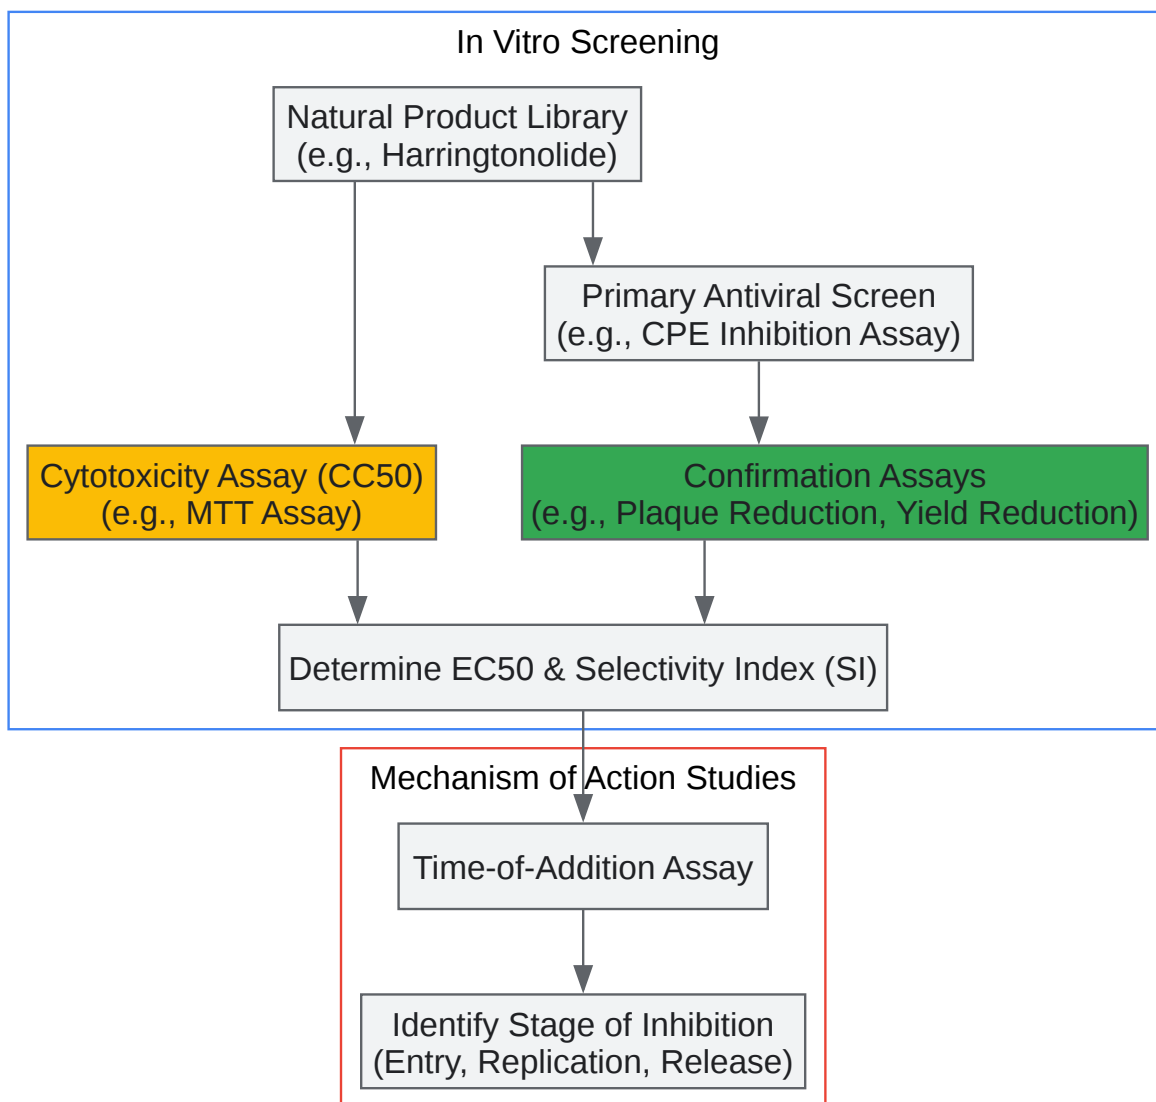 In Vitro Screening
Natural Product Library
(e.g., Harringtonolide)
Primary Antiviral Screen
(e.g., CPE Inhibition Assay)
Cytotoxicity Assay (CC50)
(e.g., MTT Assay)
Confirmation Assays
(e.g., Plaque Reduction, Yield Reduction)
Determine EC50 & Selectivity Index (SI)
Mechanism of Action Studies
Time-of-Addition Assay
Identify Stage of Inhibition
(Entry, Replication, Release)